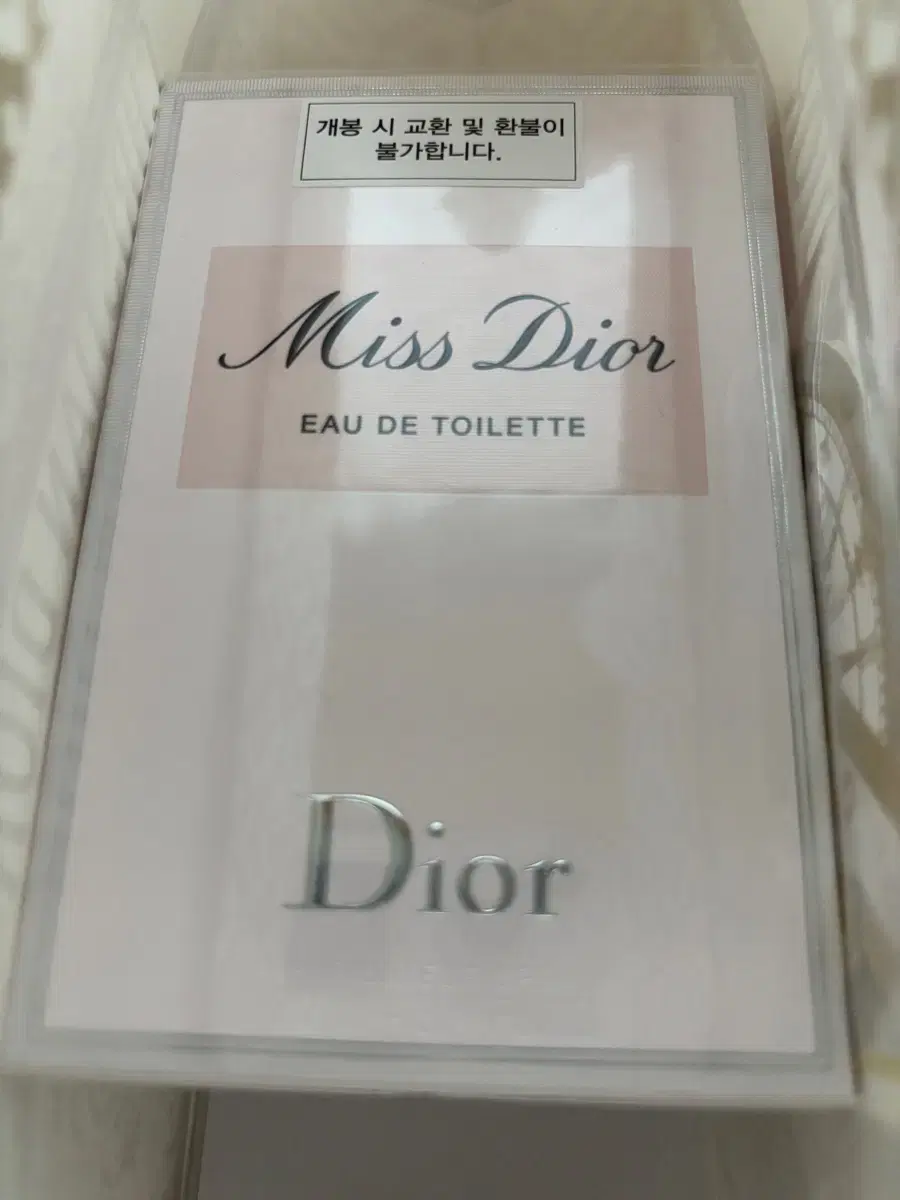 개봉 시 교환 및 환불이
불가합니다.
Miss Dior
EAU DE TOILETTE
Dior